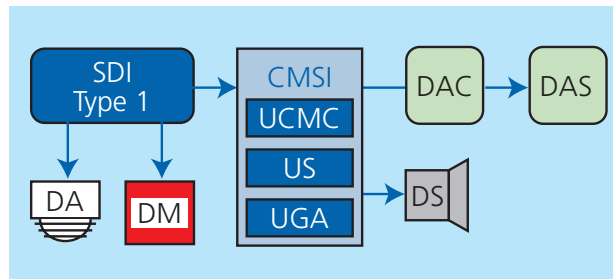 SDI
Type 1
CMSI
UCMC
US
UGA
DAC
DAS
DA
DM
DS